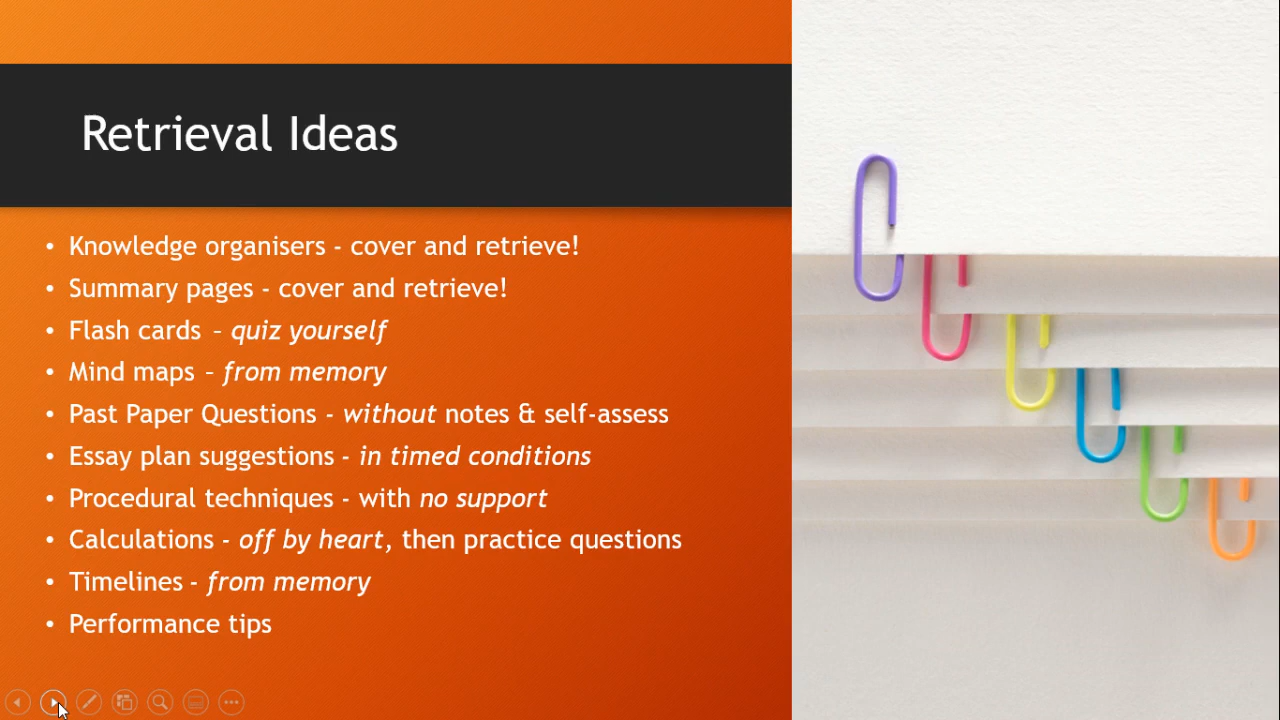 Retrieval Ideas
• Knowledge organisers - cover and retrieve!
• Summary pages - cover and retrieve!
• Flash cards – quiz yourself
• Mind maps – from memory
• Past Paper Questions - without notes & self-assess
• Essay plan suggestions - in timed conditions
• Procedural techniques - with no support
• Calculations - off by heart, then practice questions
• Timelines - from memory
• Performance tips